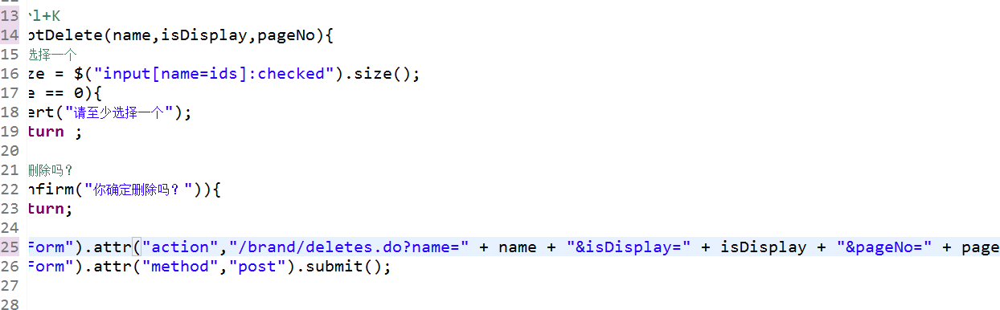 13 rl+K
14 ptDelete(name,isDisplay,pageNo){
15 选择一个
16 ze = $("input[name=ids]:checked").size();
17 e == 0){
18 ert("请至少选择一个");
19 turn ;
20
21 删除吗?
22 nfirm("你确定删除吗?")){
23 turn;
24
25 Form").attr("action","/brand/deletes.do?name=" + name + "&isDisplay=" + isDisplay + "&pageNo=" + page
26 Form").attr("method","post").submit();
27
28